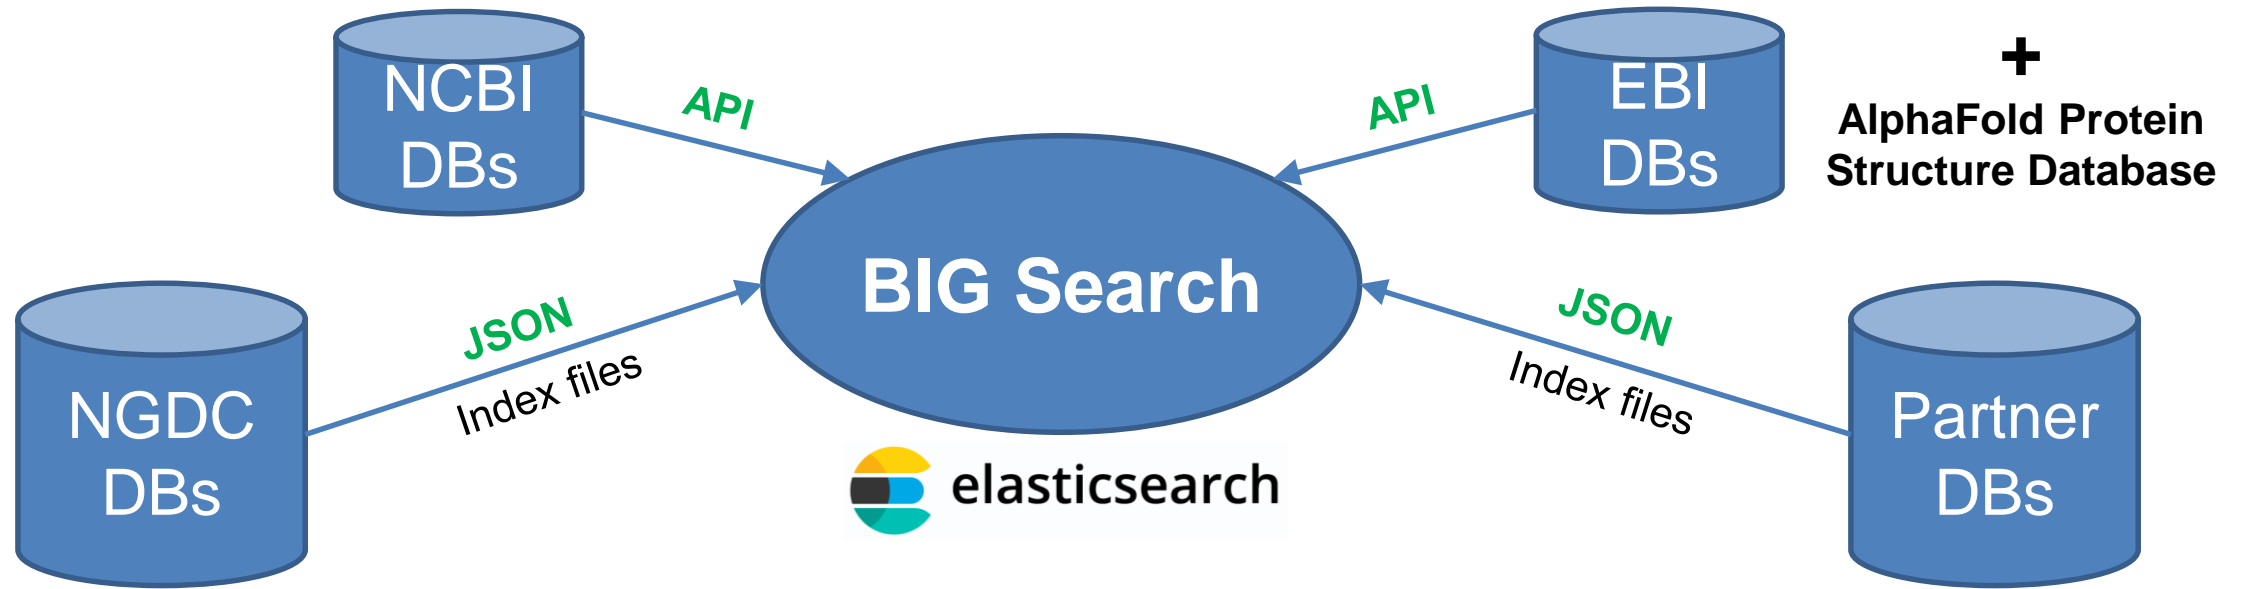 NCBI
DBs
API
API
EBI
DBs
+
AlphaFold Protein
Structure Database
BIG Search
NGDC
DBs
JSON
Index files
JSON
Index files
Partner
DBs
elasticsearch